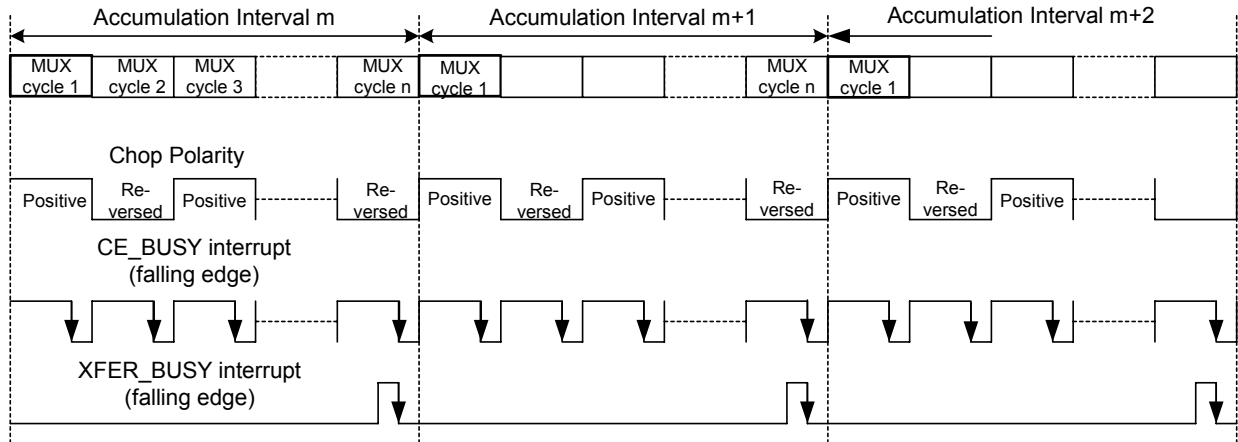 Accumulation Interval m
Accumulation Interval m+1
Accumulation Interval m+2
MUX cycle 1
MUX cycle 2
MUX cycle 3
MUX cycle n
MUX cycle 1
MUX cycle n
MUX cycle 1
Chop Polarity
Positive
Re-
versed
Positive
Re-
versed
Positive
Re-
versed
Positive
Re-
versed
Positive
Re-
versed
Positive
CE_BUSY interrupt
(falling edge)
XFER_BUSY interrupt
(falling edge)